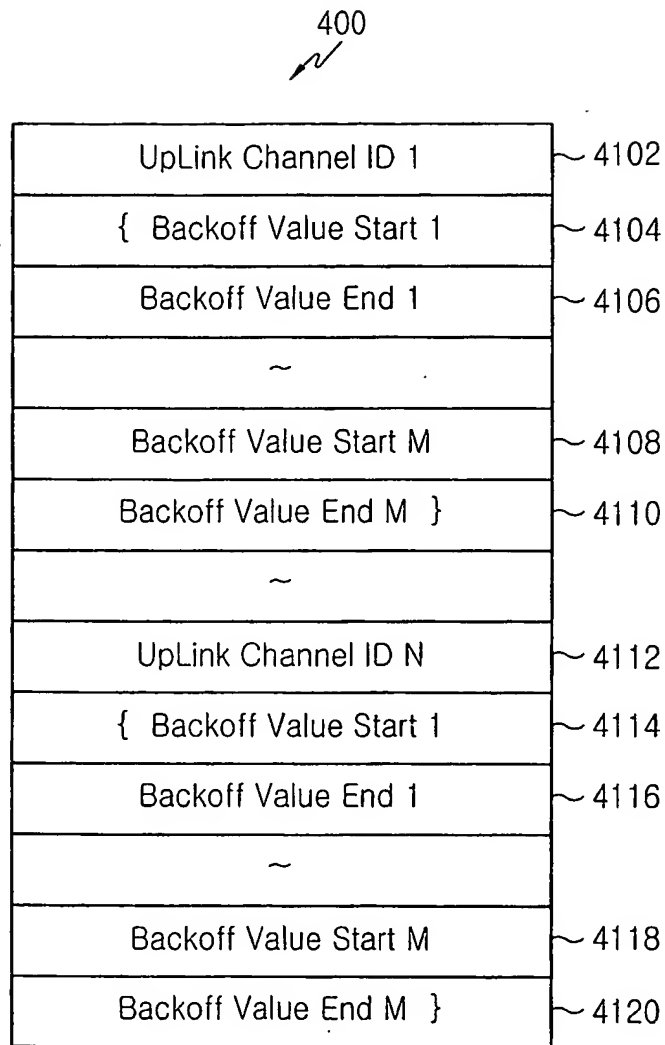 400
UpLink Channel ID 1 ~ 4102
{ Backoff Value Start 1 ~ 4104
Backoff Value End 1 ~ 4106
~
Backoff Value Start M ~ 4108
Backoff Value End M } ~ 4110
~
UpLink Channel ID N ~ 4112
{ Backoff Value Start 1 ~ 4114
Backoff Value End 1 ~ 4116
~
Backoff Value Start M ~ 4118
Backoff Value End M } ~ 4120